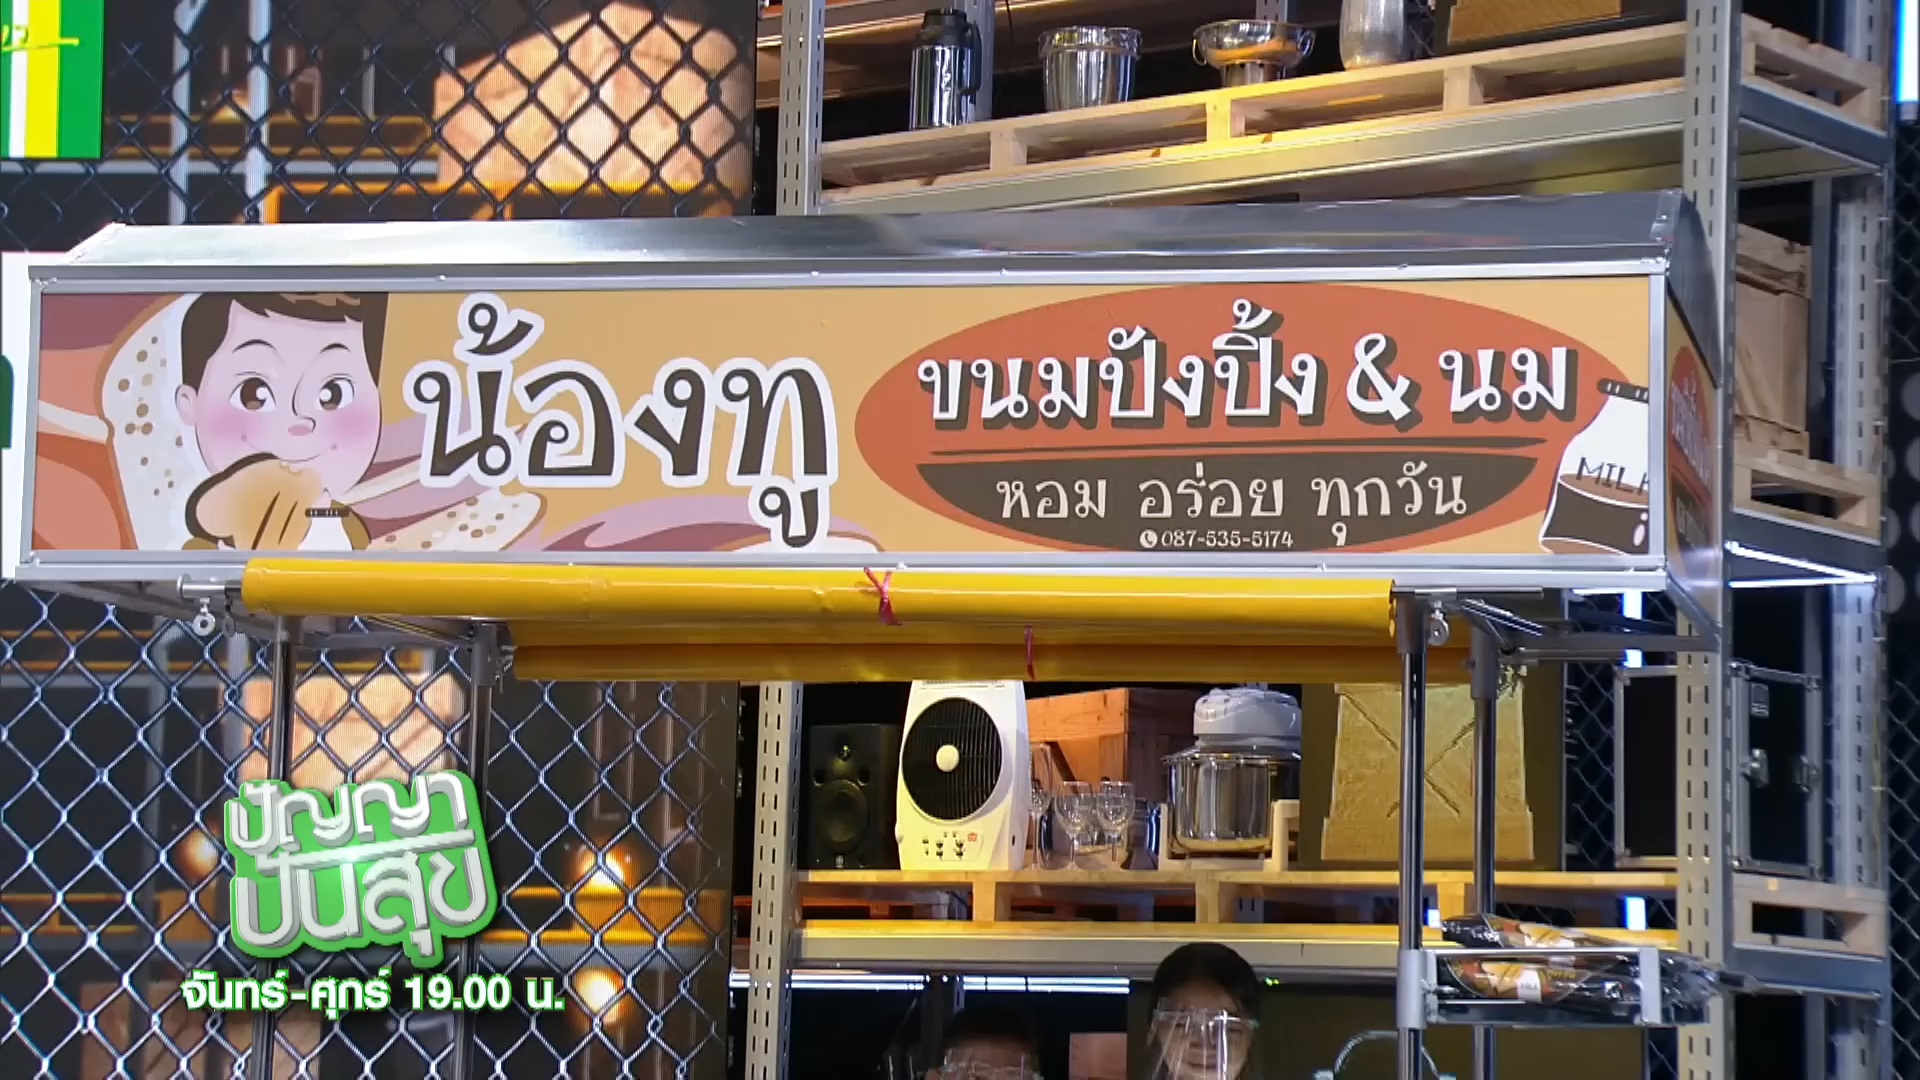 น้องทู
ขนมปังปิ้ง & นม
หอม อร่อย ทุกวัน
087-535-5174
MILK
ปัญญา
ปันสุข
จันทร์-ศุกร์ 19.00 น.